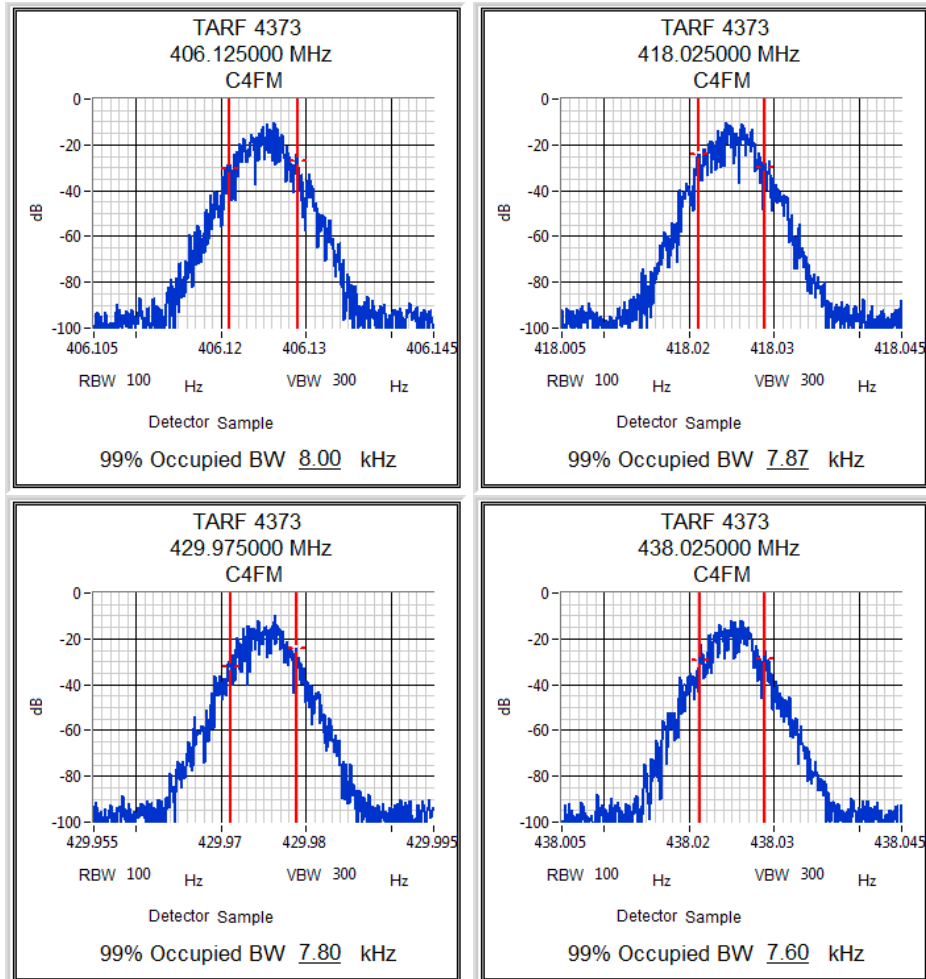 TARF 4373
406.125000 MHz
C4FM
0
-20
-40
-60
-80
-100
dB
406.105 406.12 406.13 406.145
RBW 100 Hz VBW 300 Hz
Detector Sample
99% Occupied BW 8.00 kHz
TARF 4373
418.025000 MHz
C4FM
0
-20
-40
-60
-80
-100
dB
418.005 418.02 418.03 418.045
RBW 100 Hz VBW 300 Hz
Detector Sample
99% Occupied BW 7.87 kHz
TARF 4373
429.975000 MHz
C4FM
0
-20
-40
-60
-80
-100
dB
429.955 429.97 429.98 429.995
RBW 100 Hz VBW 300 Hz
Detector Sample
99% Occupied BW 7.80 kHz
TARF 4373
438.025000 MHz
C4FM
0
-20
-40
-60
-80
-100
dB
438.005 438.02 438.03 438.045
RBW 100 Hz VBW 300 Hz
Detector Sample
99% Occupied BW 7.60 kHz